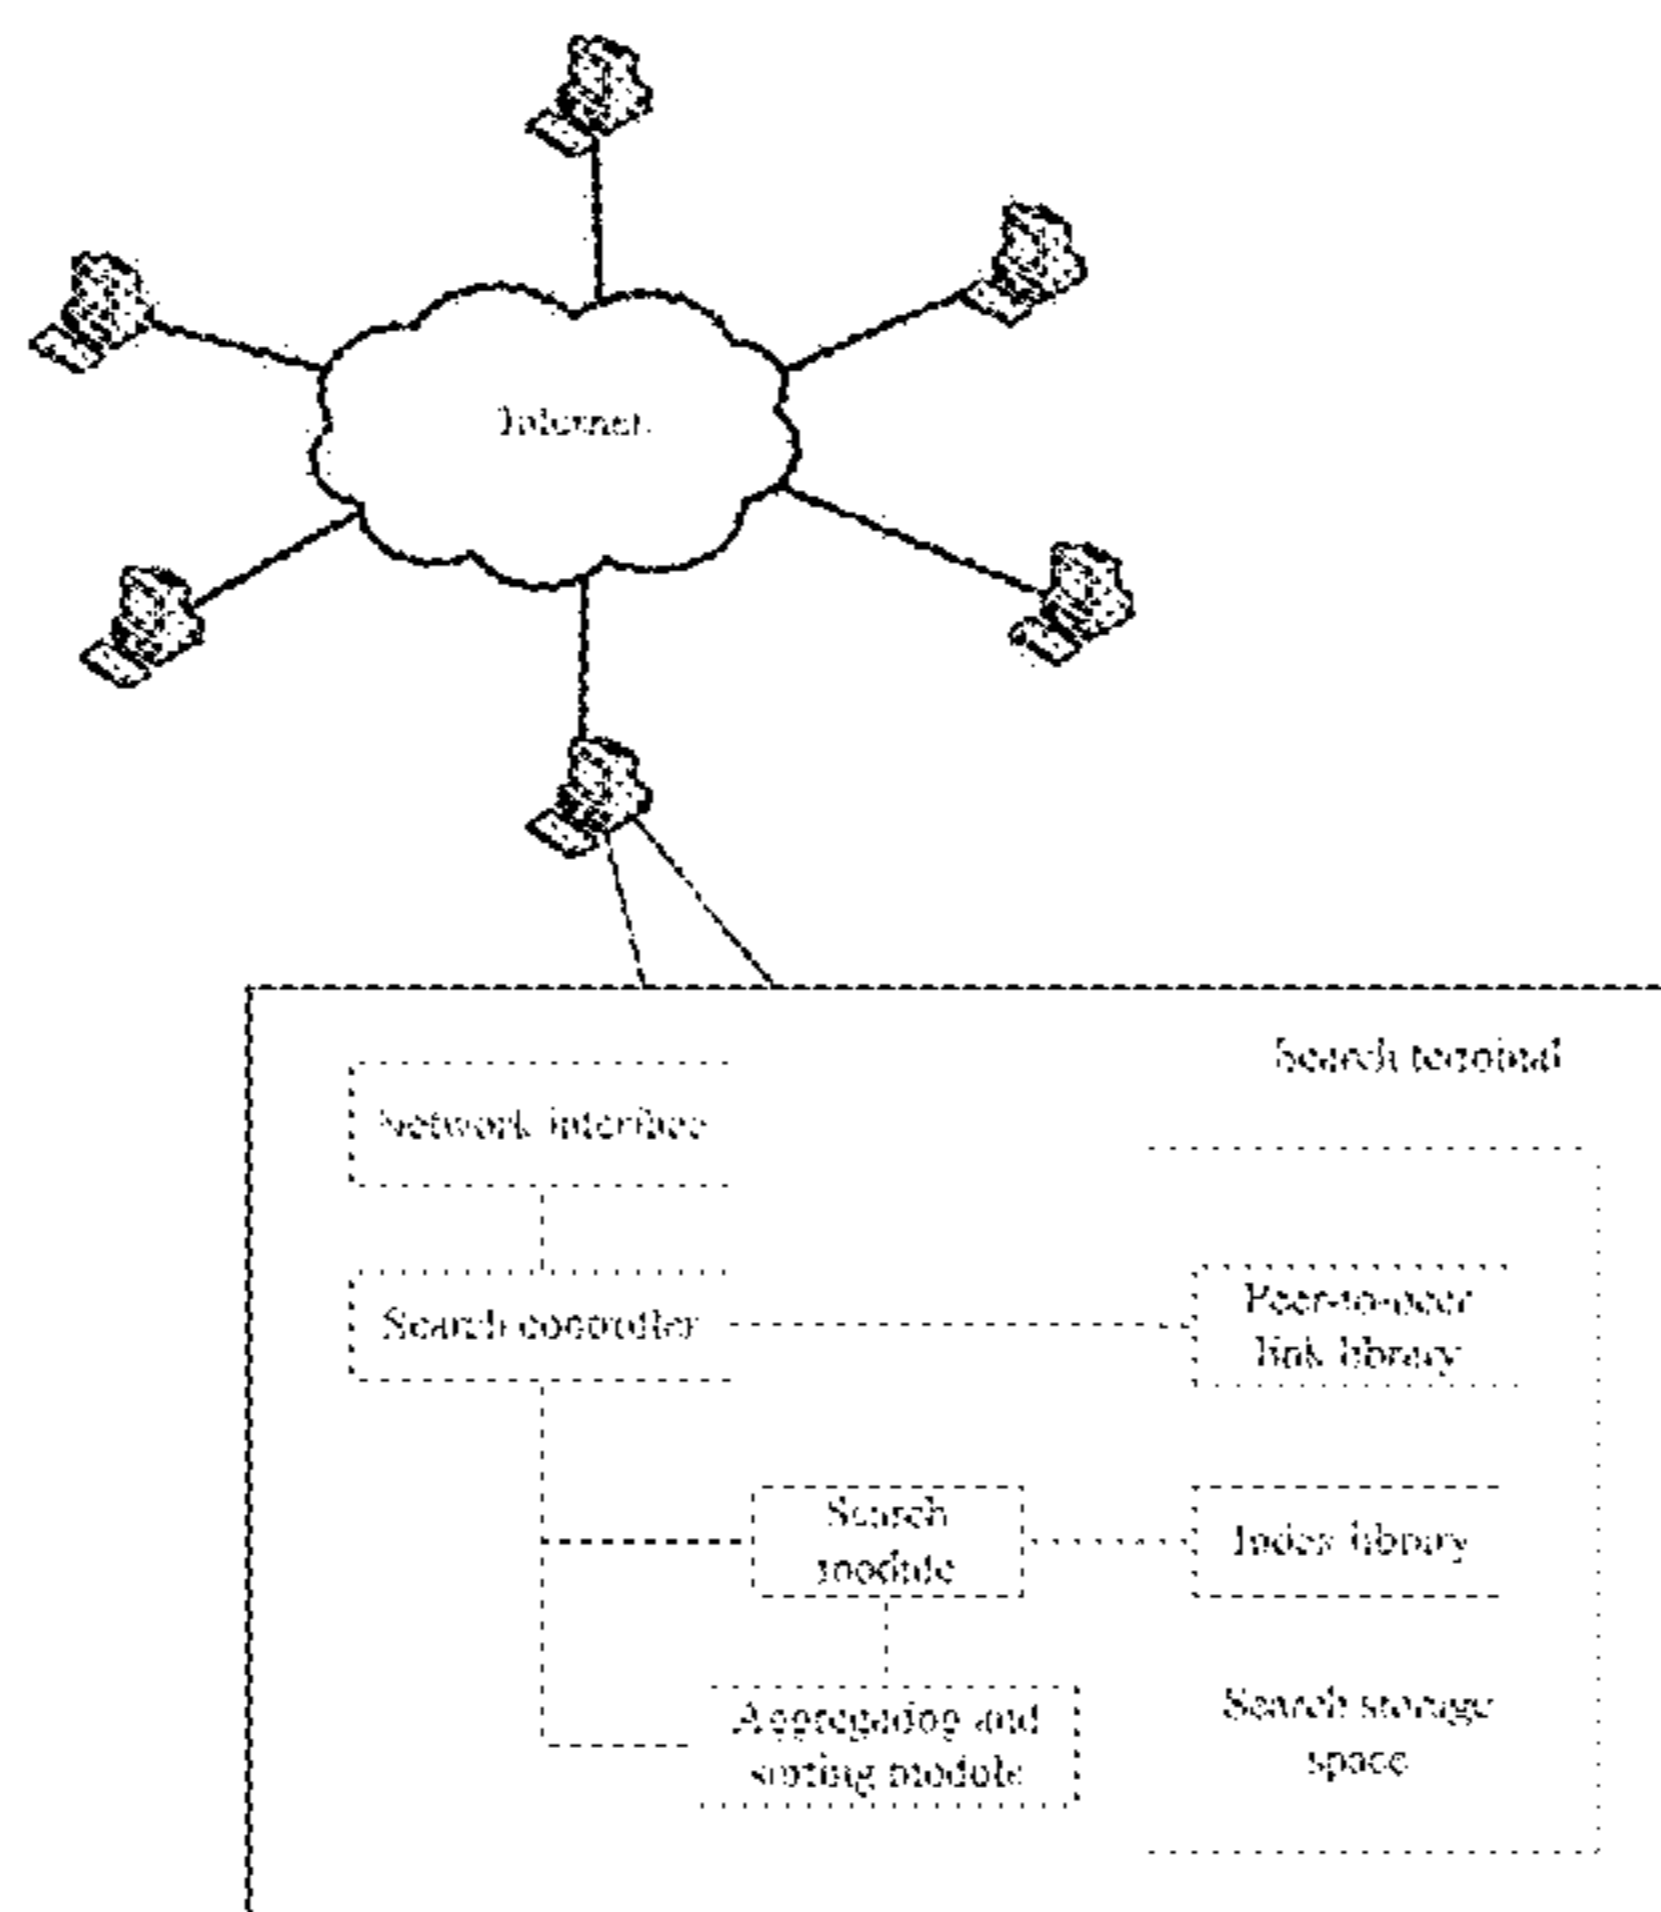 Internet
Search terminal
Network interface
Search controller
Peer-to-peer
link library
Search
module
Index library
Aggregating and
sorting module
Search storage
space